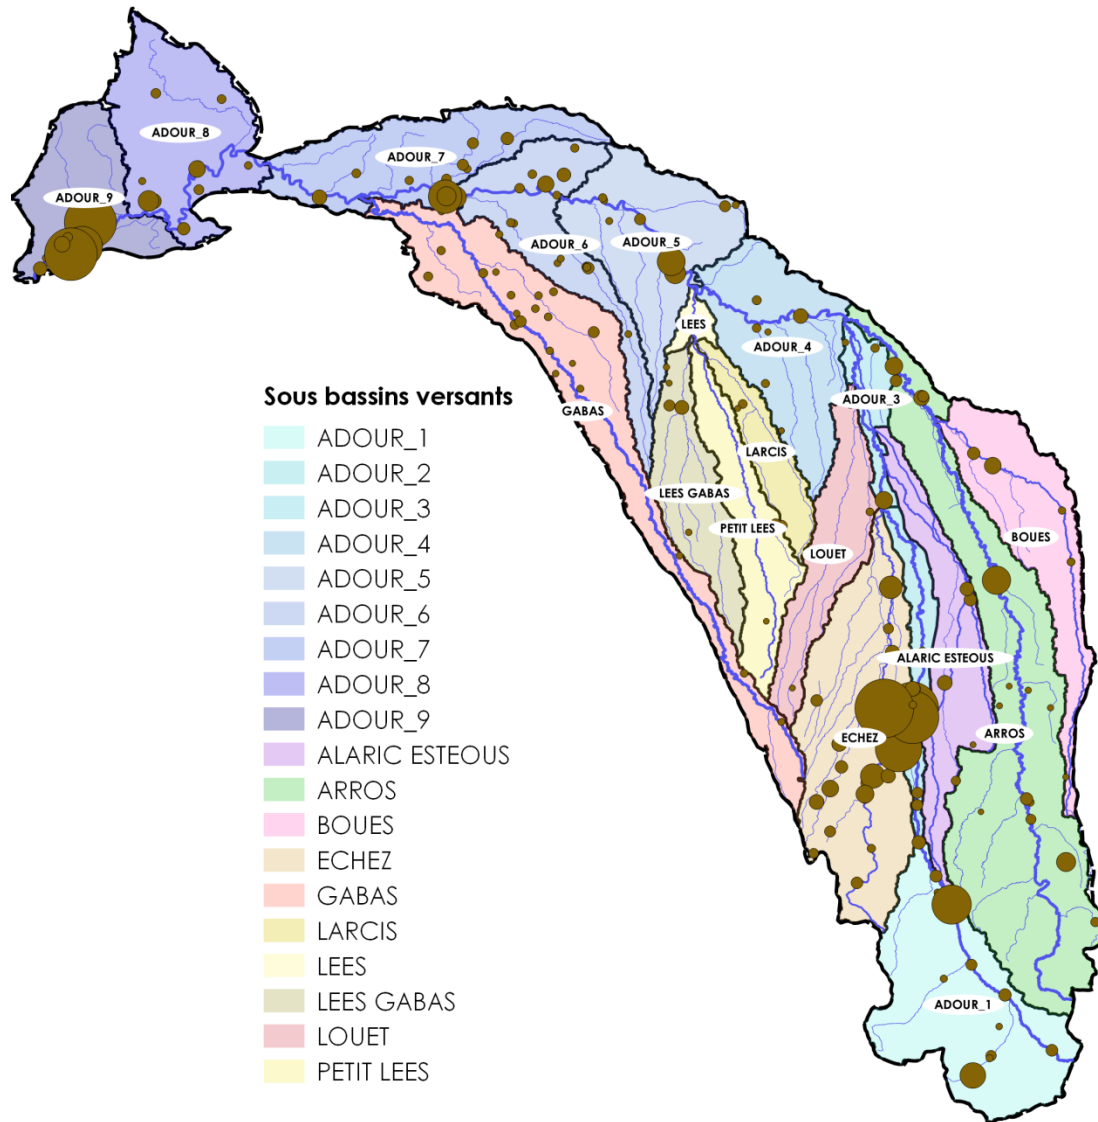 ADOUR_8
ADOUR_7
ADOUR_9
ADOUR_6
ADOUR_5
LEES
ADOUR_4
ADOUR_3
GABAS
LARCIS
LEES GABAS
PETIT LEES
BOUES
LOUET
ALARIC ESTEOUS
ECHEZ
ARROS
ADOUR_1
Sous bassins versants
ADOUR_1
ADOUR_2
ADOUR_3
ADOUR_4
ADOUR_5
ADOUR_6
ADOUR_7
ADOUR_8
ADOUR_9
ALARIC ESTEOUS
ARROS
BOUES
ECHEZ
GABAS
LARCIS
LEES
LEES GABAS
LOUET
PETIT LEES